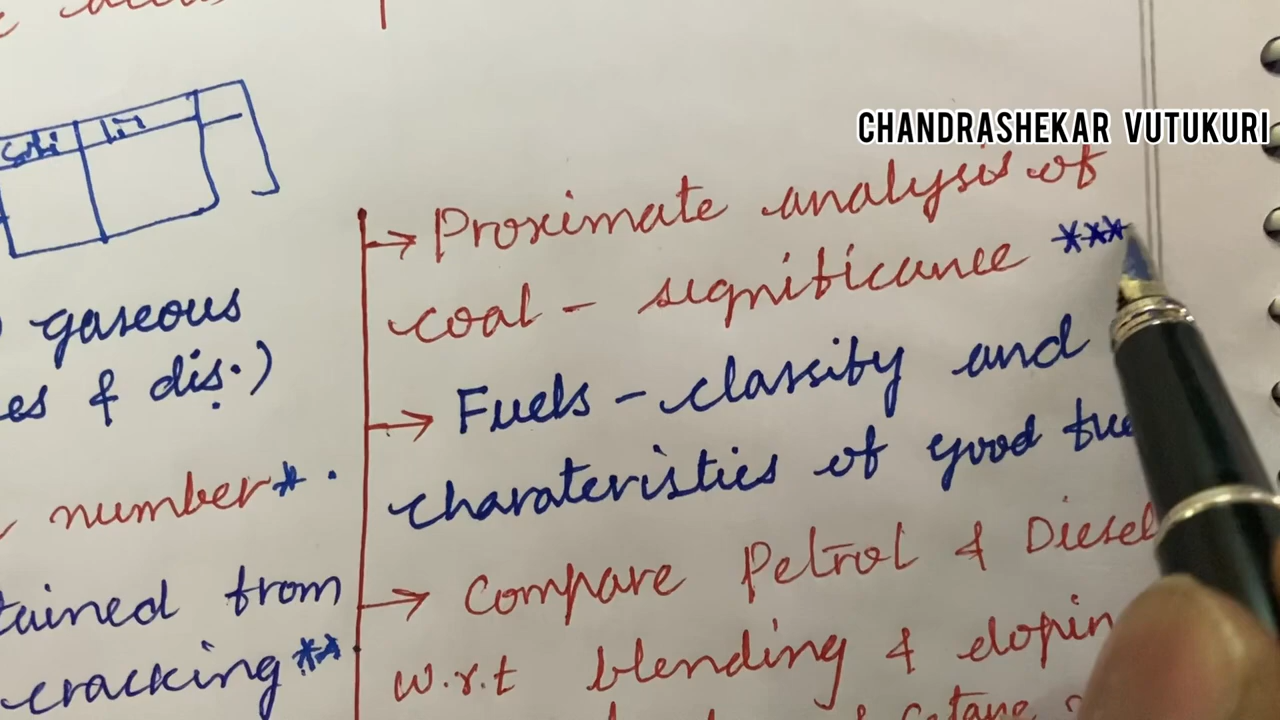 CHANDRASHEKAR VUTUKURI
gaseous
es & dis.)
number * .
tained from
cracking **
→ Proximate analysis of
coal - significance ***
→ Fuels - classify and
charateristics of good fue
→ Compare Petrol & Diesel
w.r.t blending & dopin